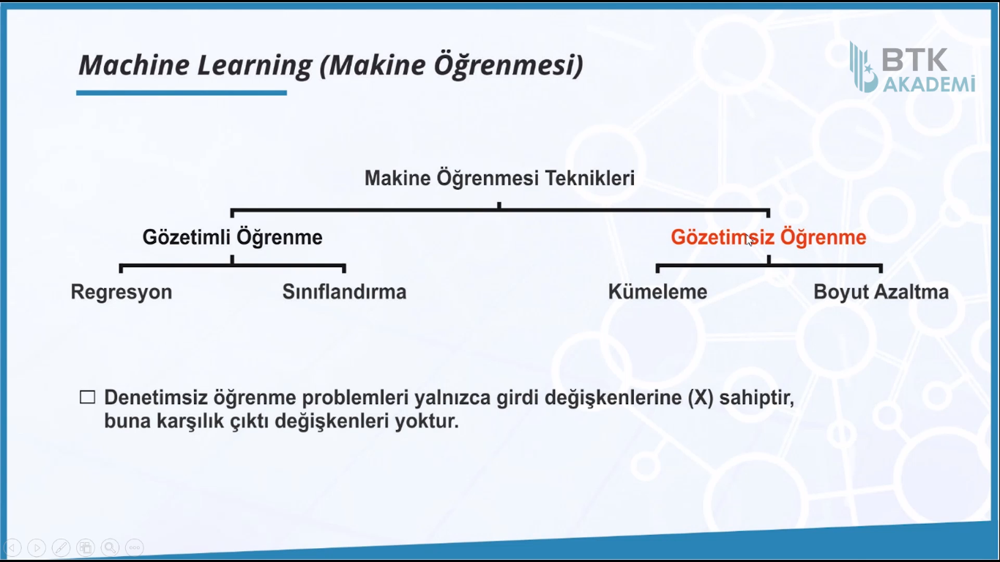 Machine Learning (Makine Öğrenmesi)
BTK
AKADEMİ
Makine Öğrenmesi Teknikleri
Gözetimli Öğrenme
Gözetimsiz Öğrenme
Regresyon
Sınıflandırma
Kümeleme
Boyut Azaltma
Denetimsiz öğrenme problemleri yalnızca girdi değişkenlerine (X) sahiptir,
buna karşılık çıktı değişkenleri yoktur.